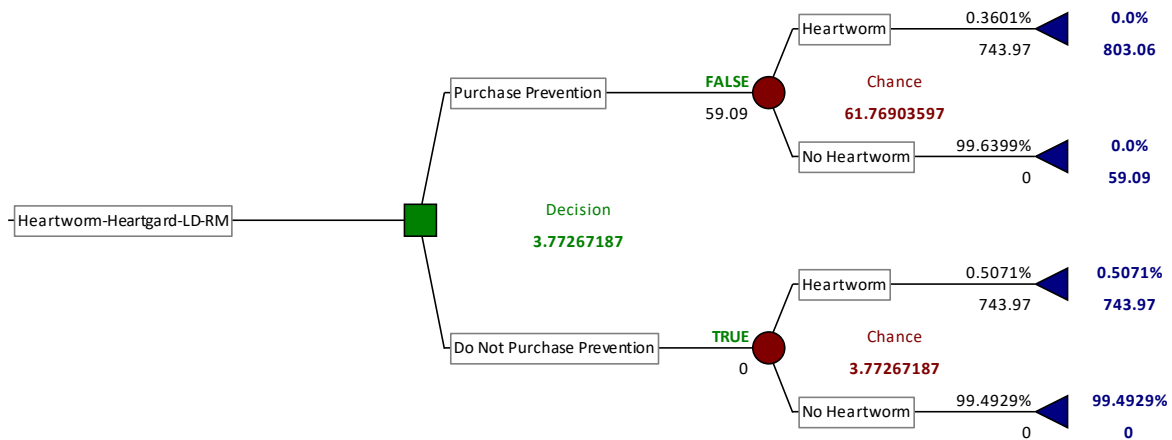 Heartworm
0.3601%
743.97
0.0%
803.06
Purchase Prevention
FALSE
59.09
Chance
61.76903597
No Heartworm
99.6399%
0
0.0%
59.09
Heartworm-Heartgard-LD-RM
Decision
3.77267187
Heartworm
0.5071%
743.97
0.5071%
743.97
Do Not Purchase Prevention
TRUE
0
Chance
3.77267187
No Heartworm
99.4929%
0
99.4929%
0